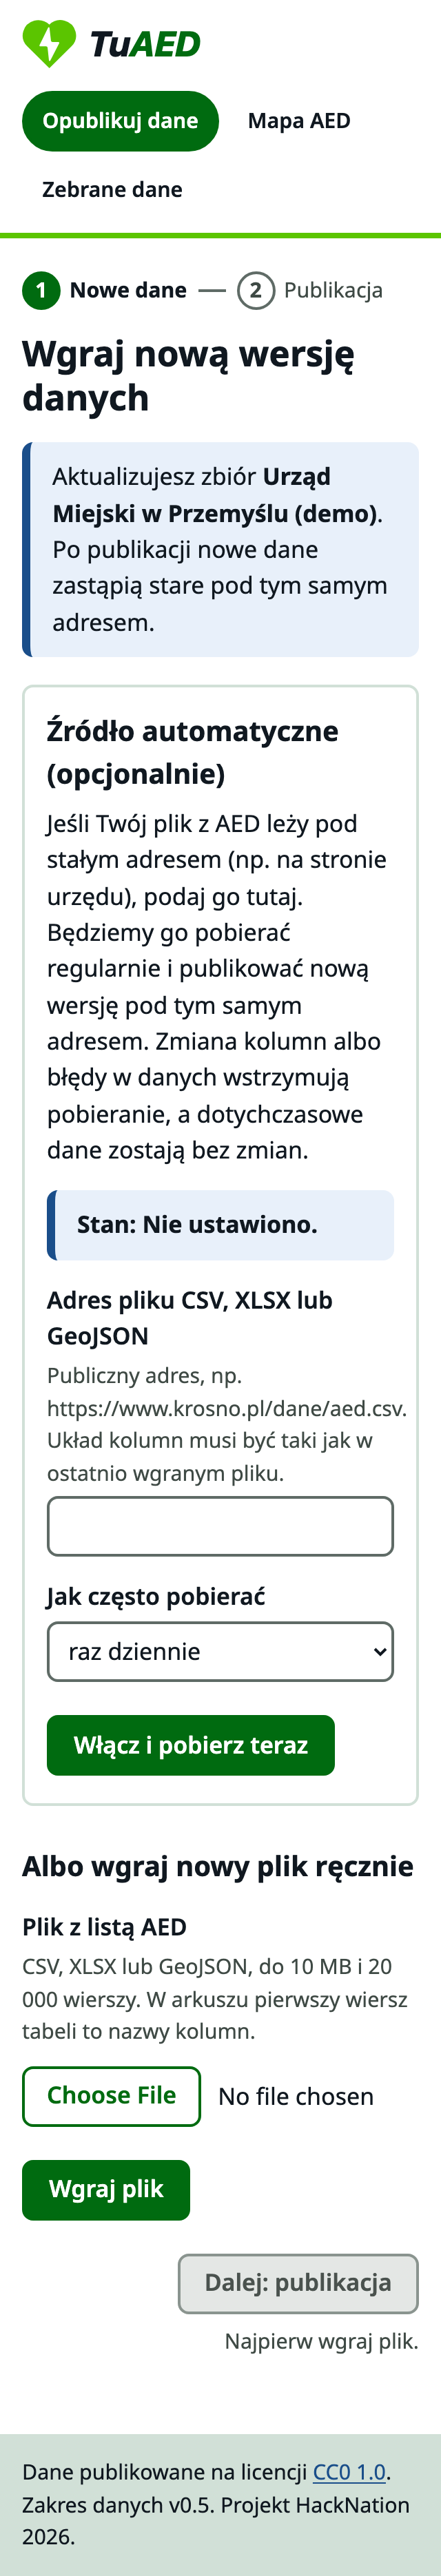 TuAED
Opublikuj dane
Mapa AED
Zebrane dane
1 Nowe dane — 2 Publikacja
Wgraj nową wersję
danych
Aktualizujesz zbiór Urząd
Miejski w Przemyślu (demo).
Po publikacji nowe dane
zastąpią stare pod tym samym
adresem.
Źródło automatyczne
(opcjonalnie)
Jeśli Twój plik z AED leży pod
stałym adresem (np. na stronie
urzędu), podaj go tutaj.
Będziemy go pobierać
regularnie i publikować nową
wersję pod tym samym
adresem. Zmiana kolumn albo
błędy w danych wstrzymują
pobieranie, a dotychczasowe
dane zostają bez zmian.
Stan: Nie ustawiono.
Adres pliku CSV, XLSX lub
GeoJSON
Publiczny adres, np.
https://www.krosno.pl/dane/aed.csv.
Układ kolumn musi być taki jak w
ostatnio wgranym pliku.
Jak często pobierać
raz dziennie
Włącz i pobierz teraz
Albo wgraj nowy plik ręcznie
Plik z listą AED
CSV, XLSX lub GeoJSON, do 10 MB i 20
000 wierszy. W arkuszu pierwszy wiersz
tabeli to nazwy kolumn.
Choose File No file chosen
Wgraj plik
Dalej: publikacja
Najpierw wgraj plik.
Dane publikowane na licencji CC0 1.0.
Zakres danych v0.5. Projekt HackNation
2026.